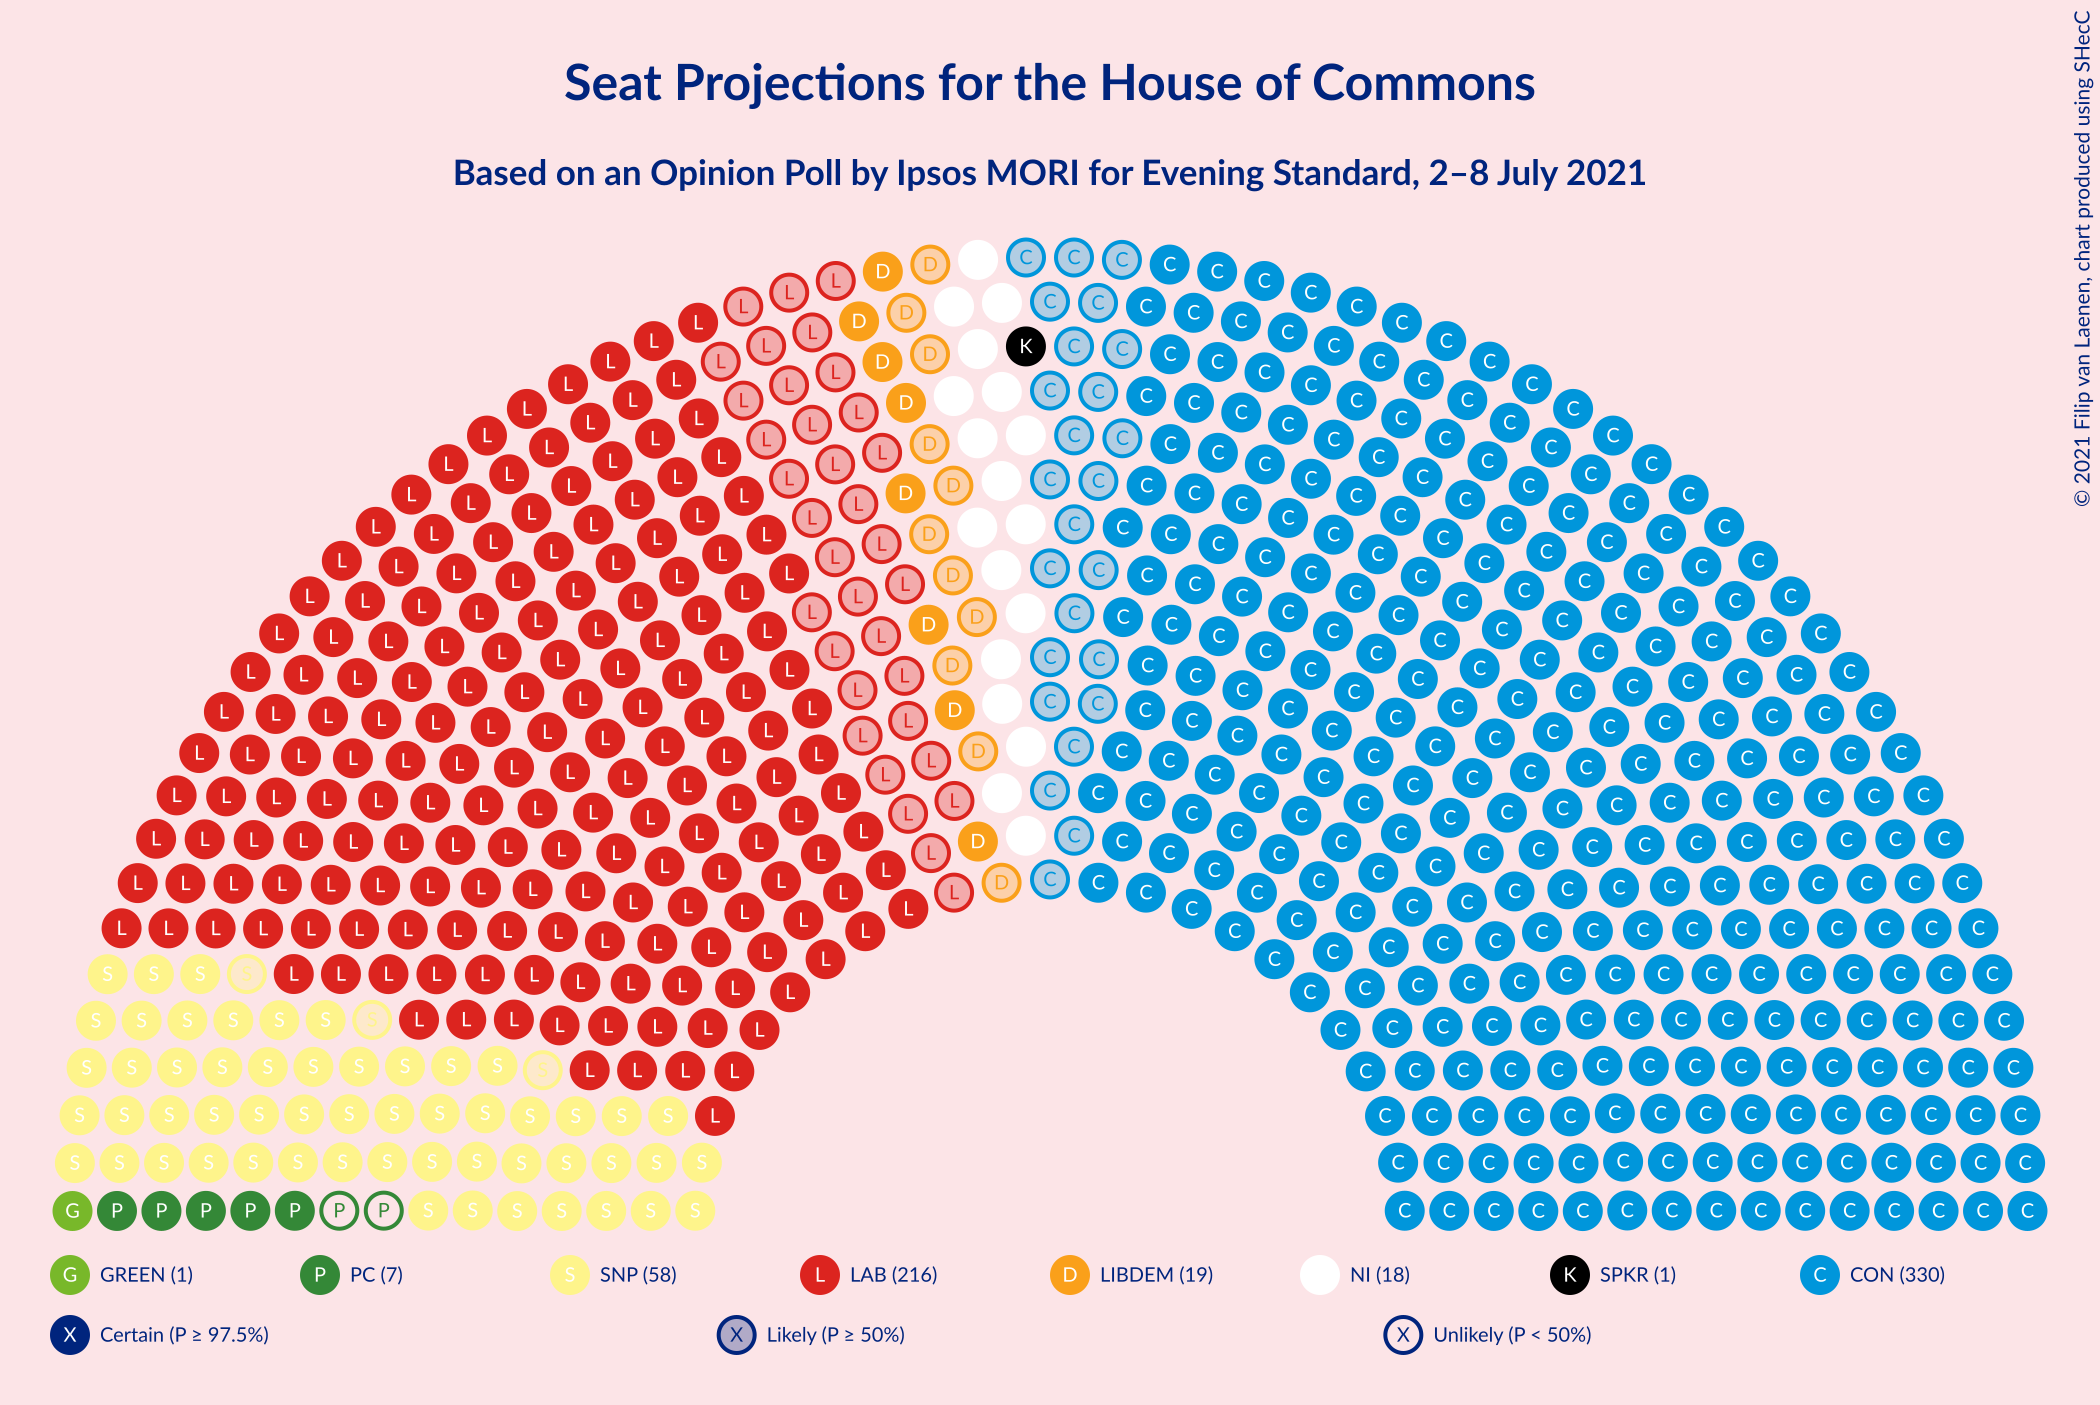 Seat Projections for the House of Commons
Based on an Opinion Poll by Ipsos MORI for Evening Standard, 2–8 July 2021
© 2021 Filip van Laenen, chart produced using SHecC
G GREEN (1) P PC (7) S SNP (58) L LAB (216) D LIBDEM (19) NI (18) K SPKR (1) C CON (330)
X Certain (P ≥ 97.5%) X Likely (P ≥ 50%) X Unlikely (P < 50%)